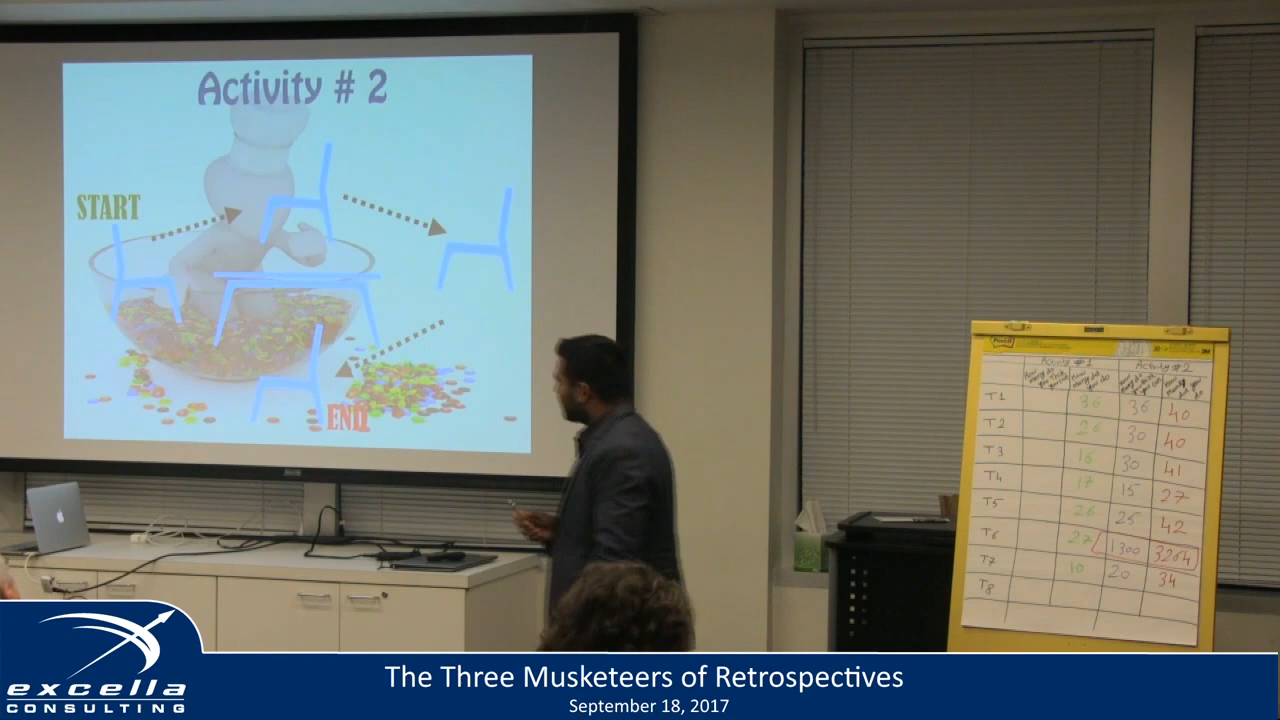 Activity # 2
START
END
Post-it
Activity #1 Activity #2
T1 36 36 40
T2 26 30 40
T3 16 30 41
T4 17 15 27
T5 26 25 42
T6 27 1300 3264
T7 10 20 34
T8
excella
CONSULTING
The Three Musketeers of Retrospectives
September 18, 2017